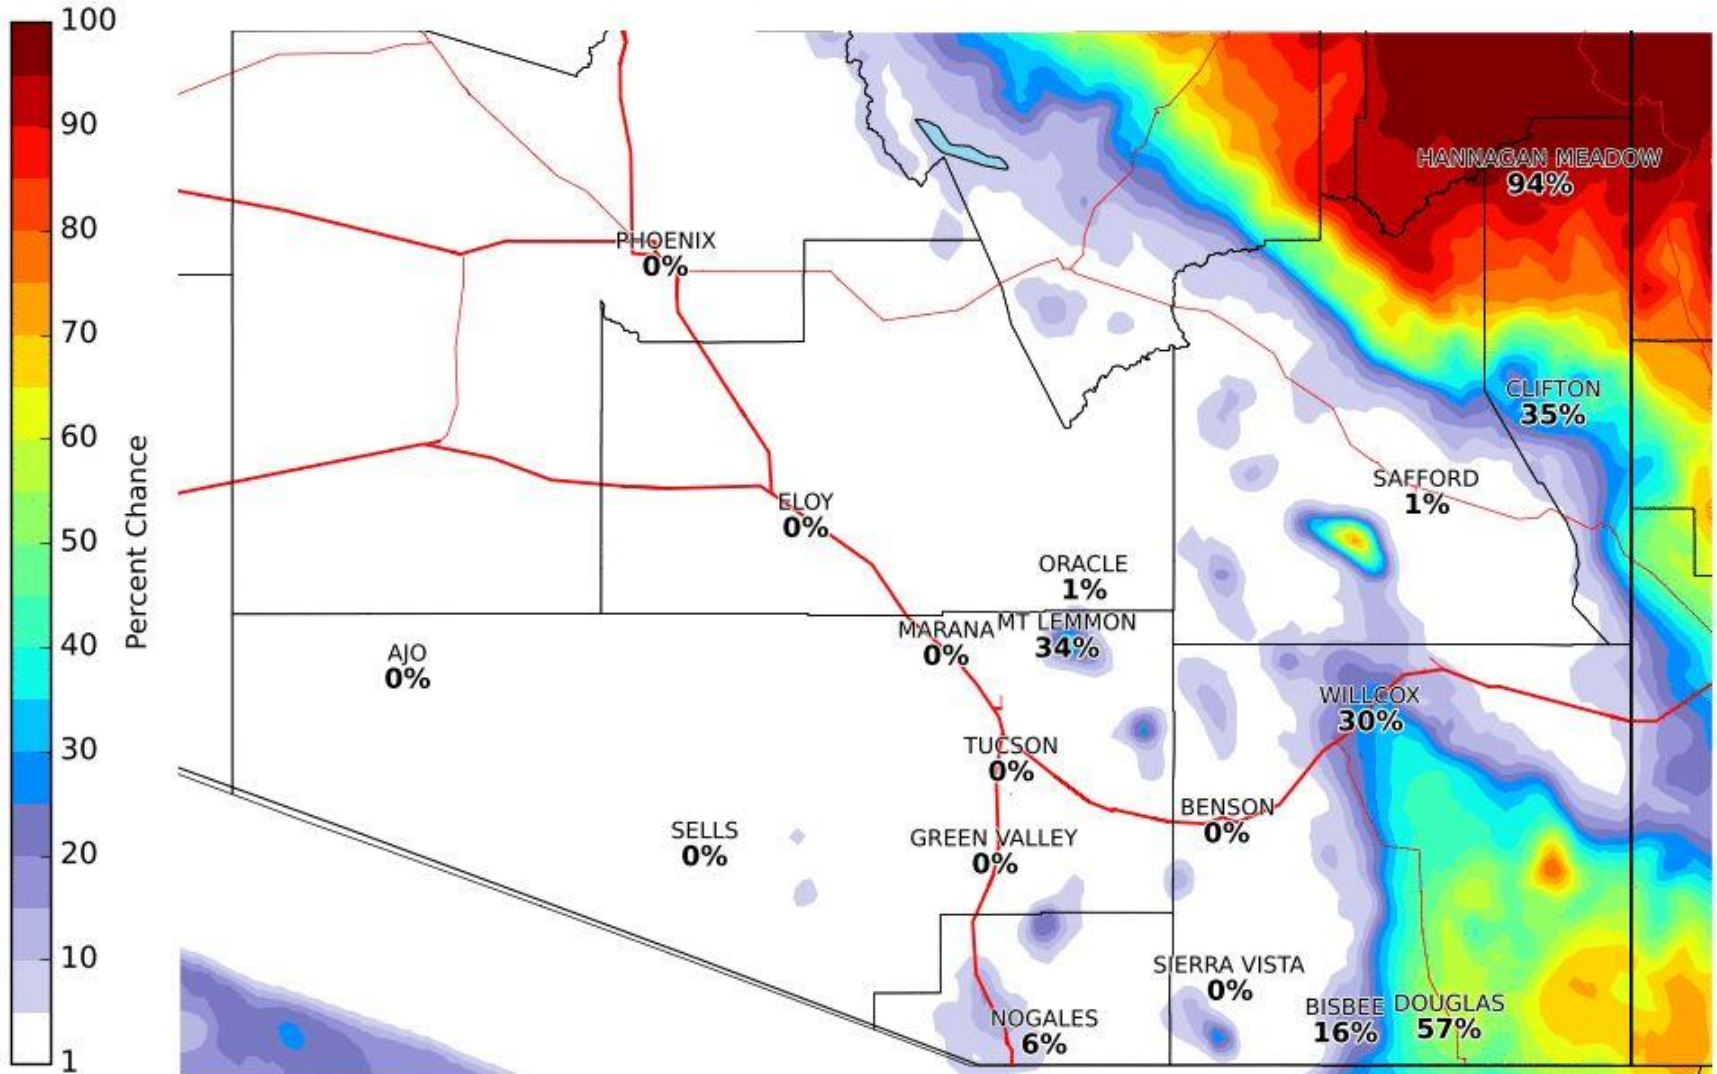 100
90
80
70
60
50
40
30
20
10
1
Percent Chance
HANNAGAN MEADOW
94%
PHOENIX
0%
CLIFTON
35%
SAFFORD
1%
ELOY
0%
ORACLE
1%
MARANA
0%
MT LEMMON
34%
AJO
0%
WILLCOX
30%
TUCSON
0%
BENSON
0%
SELLS
0%
GREEN VALLEY
0%
SIERRA VISTA
0%
BISBEE
16%
DOUGLAS
57%
NOGALES
6%